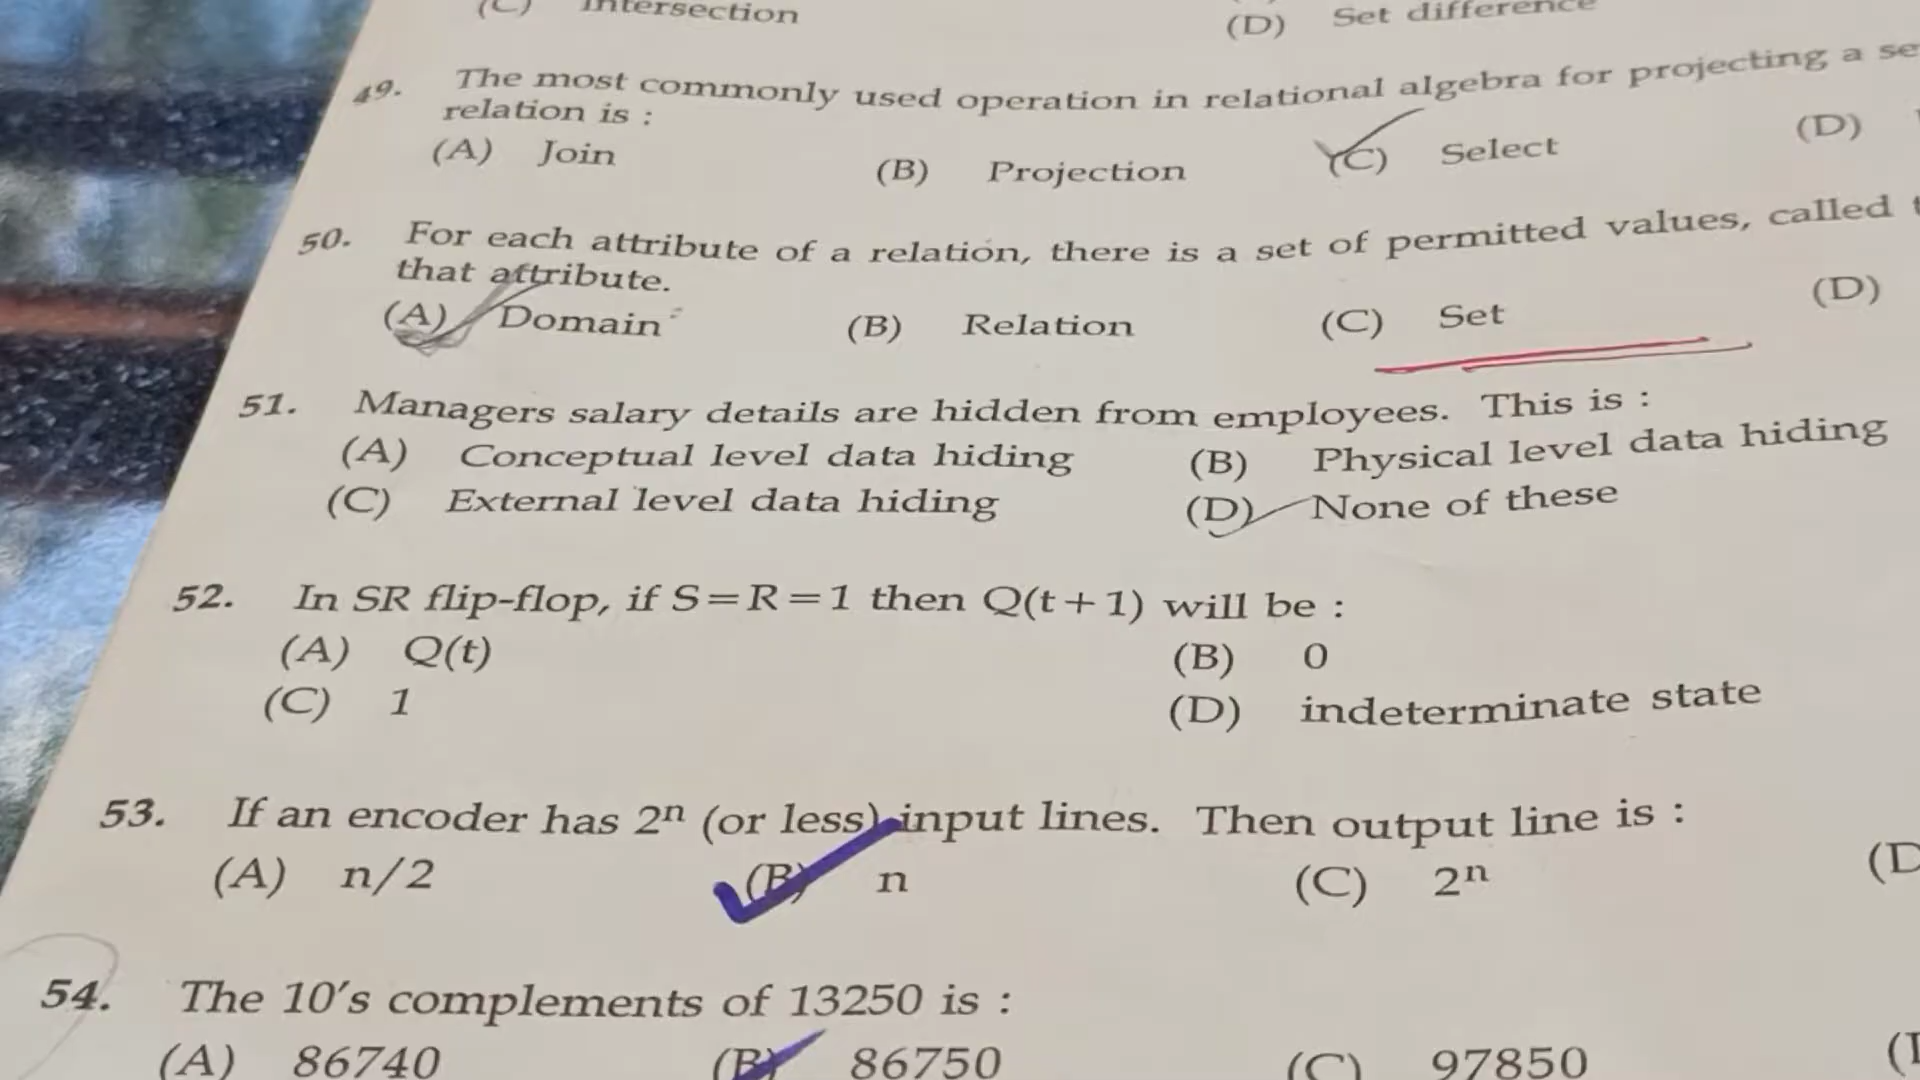 (C) Intersection (D) Set difference
49. The most commonly used operation in relational algebra for projecting a se
relation is :
(A) Join (B) Projection (C) Select (D)
50. For each attribute of a relation, there is a set of permitted values, called
that attribute.
(A) Domain (B) Relation (C) Set (D)
51. Managers salary details are hidden from employees. This is :
(A) Conceptual level data hiding (B) Physical level data hiding
(C) External level data hiding (D) None of these
52. In SR flip-flop, if S=R=1 then Q(t+1) will be :
(A) Q(t) (B) 0
(C) 1 (D) indeterminate state
53. If an encoder has 2ⁿ (or less) input lines. Then output line is :
(A) n/2 (B) n (C) 2ⁿ (D
54. The 10's complements of 13250 is :
(A) 86740 (B) 86750 (C) 97850